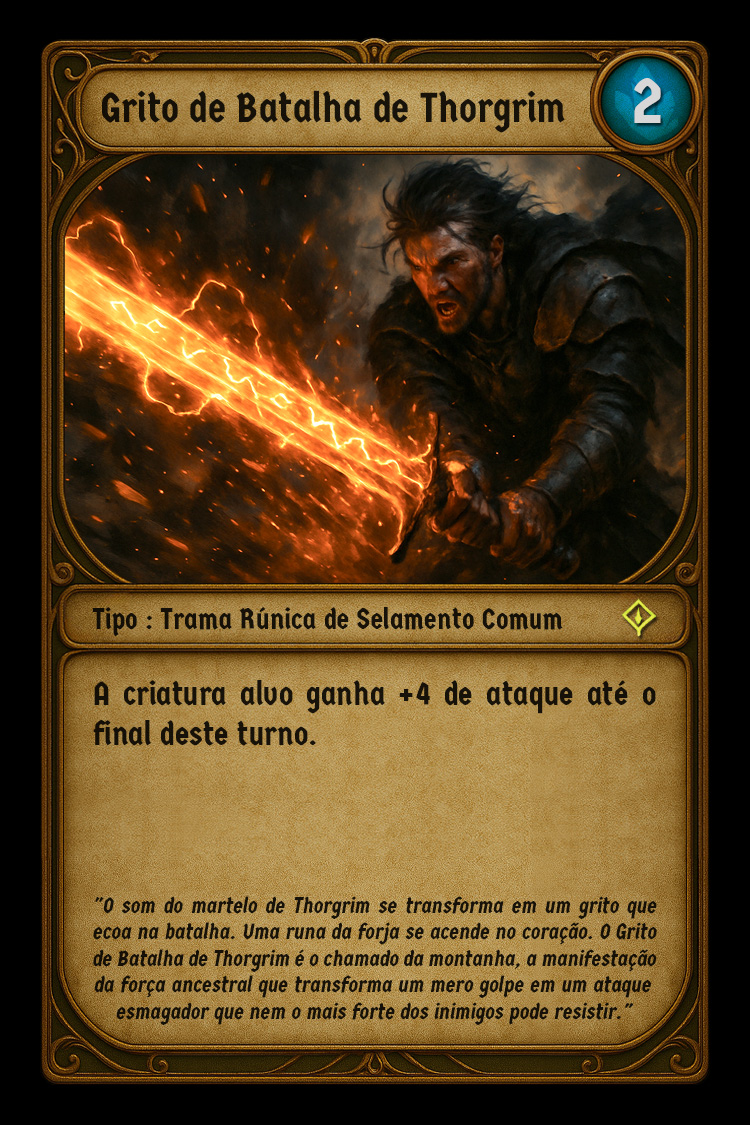 Grito de Batalha de Thorgrim
2
Tipo : Trama Rúnica de Selamento Comum
A criatura alvo ganha +4 de ataque até o
final deste turno.
"O som do martelo de Thorgrim se transforma em um grito que
ecoa na batalha. Uma runa da forja se acende no coração. O Grito
de Batalha de Thorgrim é o chamado da montanha, a manifestação
da força ancestral que transforma um mero golpe em um ataque
esmagador que nem o mais forte dos inimigos pode resistir."